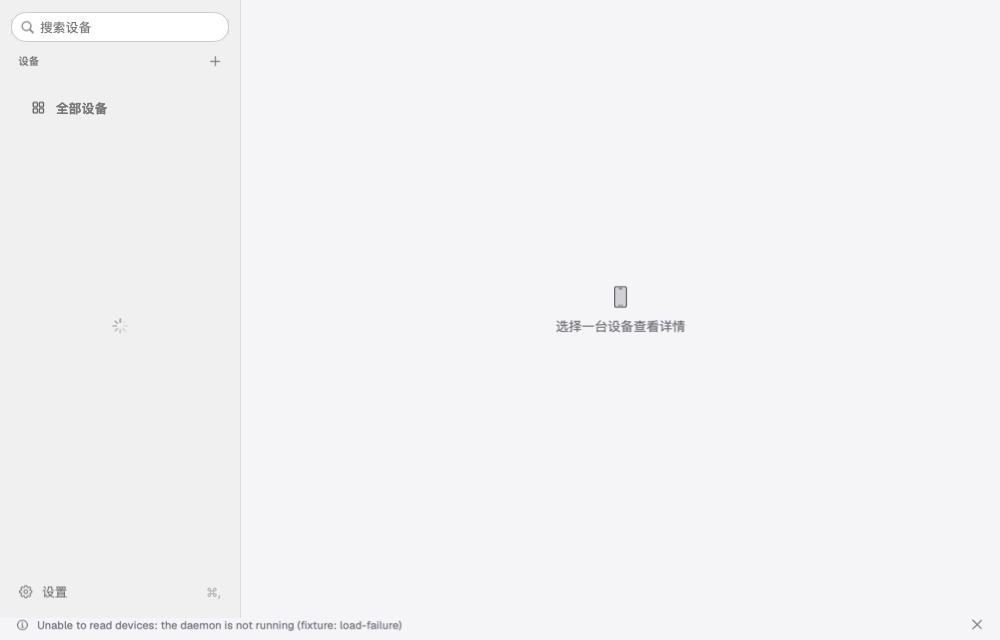 搜索设备
设备
全部设备
选择一台设备查看详情
设置 ⌘,
Unable to read devices: the daemon is not running (fixture: load-failure)